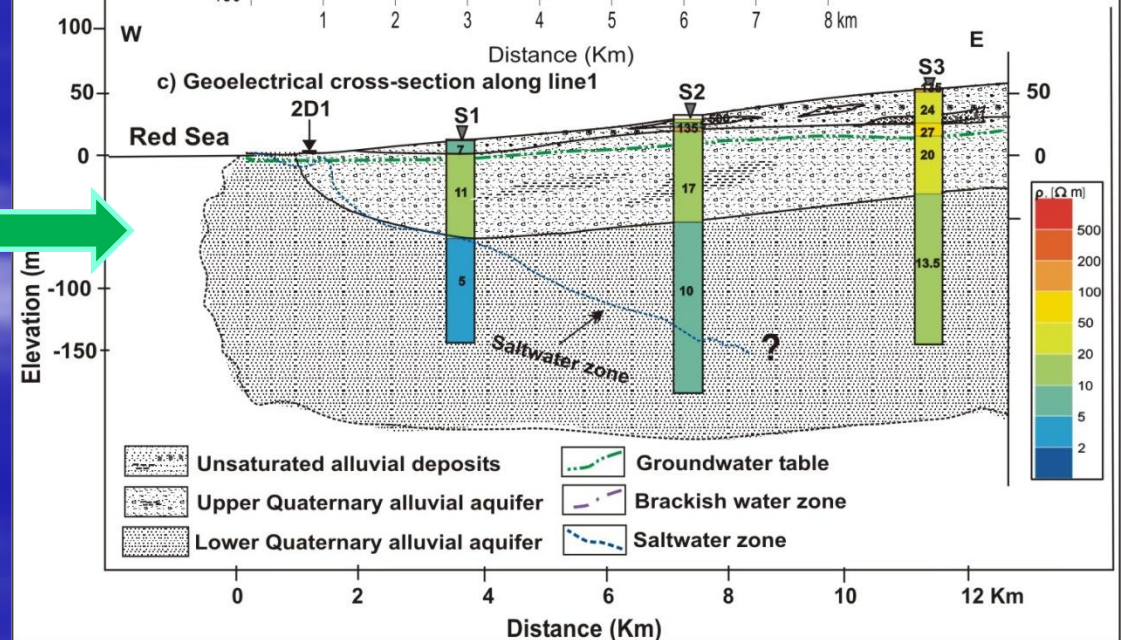 1 2 3 4 5 6 7 8 km
100
W
Distance (Km)
E
c) Geoelectrical cross-section along line1
S3
50
2D1
S1
S2
135
50
24
Red Sea
7
135
27
0
20
0
11
17
ρ [Ω m]
500
200
5
10
13.5
100
-100
50
Saltwater zone
?
20
-150
10
Elevation (m
5
2
Unsaturated alluvial deposits
Groundwater table
Upper Quaternary alluvial aquifer
Brackish water zone
Lower Quaternary alluvial aquifer
Saltwater zone
0 2 4 6 8 10 12 Km
Distance (Km)